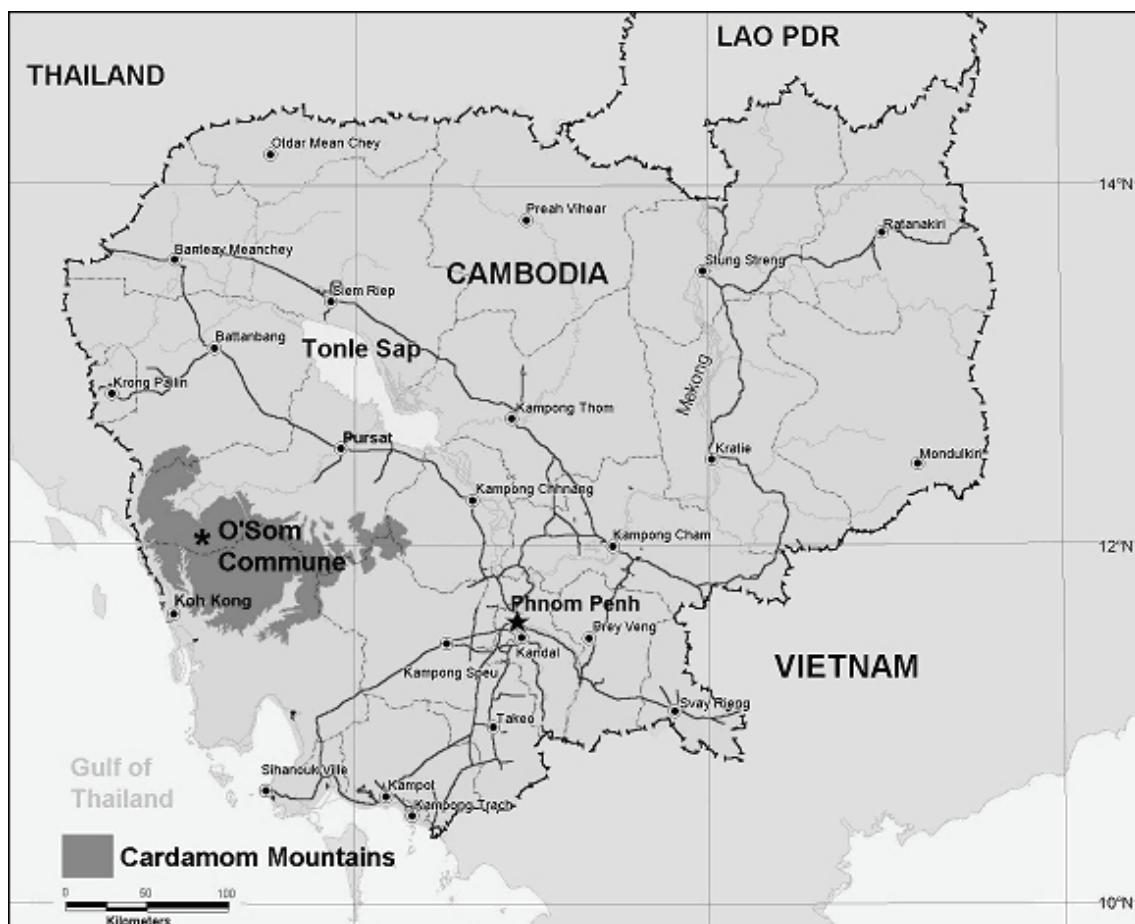 LAO PDR
THAILAND
Oldar Mean Chey
14°N
Preah Vihear
Ratanakiri
Banteay Meanchey
CAMBODIA
Stung Streng
Siem Riep
Battanbang
Tonle Sap
Mekong
Krong Pailin
Kampong Thom
Pursat
Kratie
Mondulkiri
Kampong Chhnang
O'Som
Commune
Kampong Cham
12°N
Koh Kong
Phnom Penh
Prey Veng
Kandal
Kampong Speu
VIETNAM
Svay Rieng
Takeo
Gulf of
Thailand
Sihanouk Ville
Kampot
Kampong Trach
Cardamom Mountains
0 50 100
Kilometers
10°N